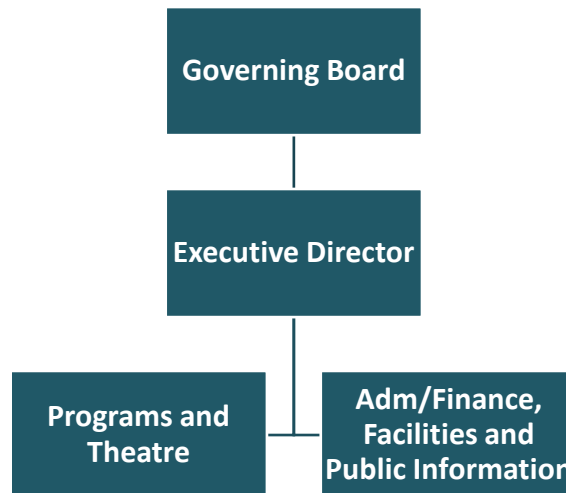 Governing Board
Executive Director
Programs and
Theatre
Adm/Finance,
Facilities and
Public Information